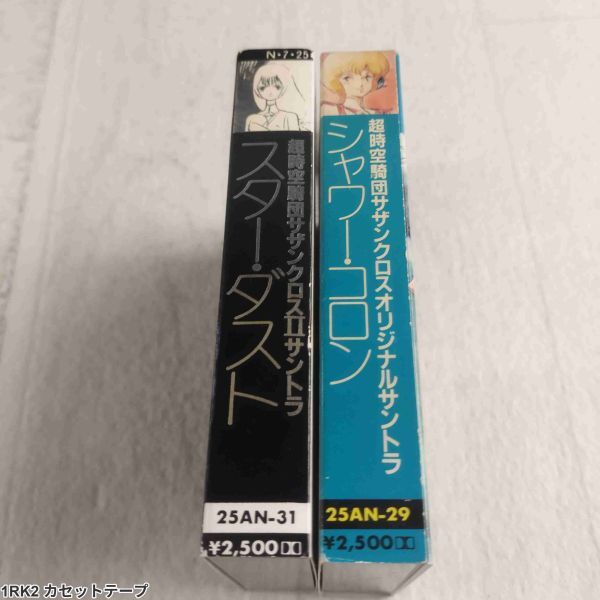 N・7・25
超時空騎団サザンクロスIIサントラ
スター・ダスト
25AN-31
¥2,500
超時空騎団サザンクロスオリジナルサントラ
シャワー・コロン
25AN-29
¥2,500
1RK2 カセットテープ